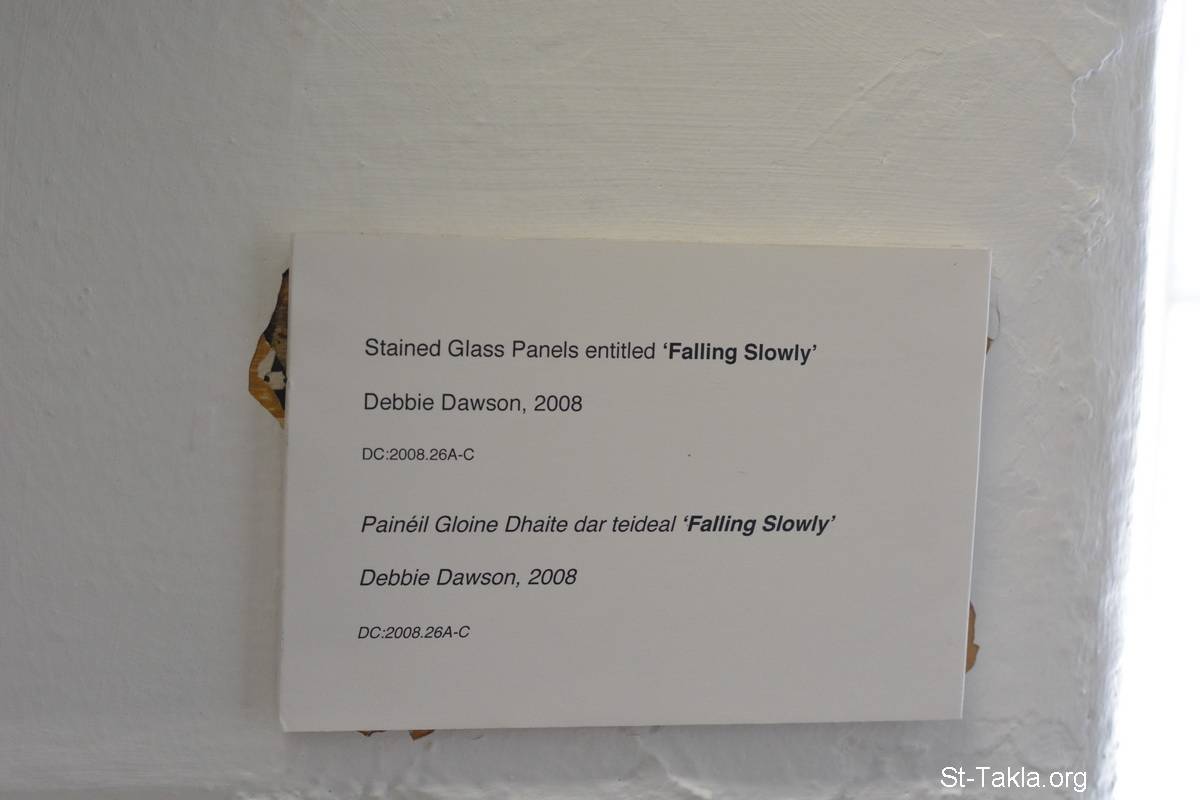 Stained Glass Panels entitled ‘Falling Slowly’
Debbie Dawson, 2008
DC:2008.26A-C
Painéil Gloine Dhaite dar teideal ‘Falling Slowly’
Debbie Dawson, 2008
DC:2008.26A-C
St-Takla.org